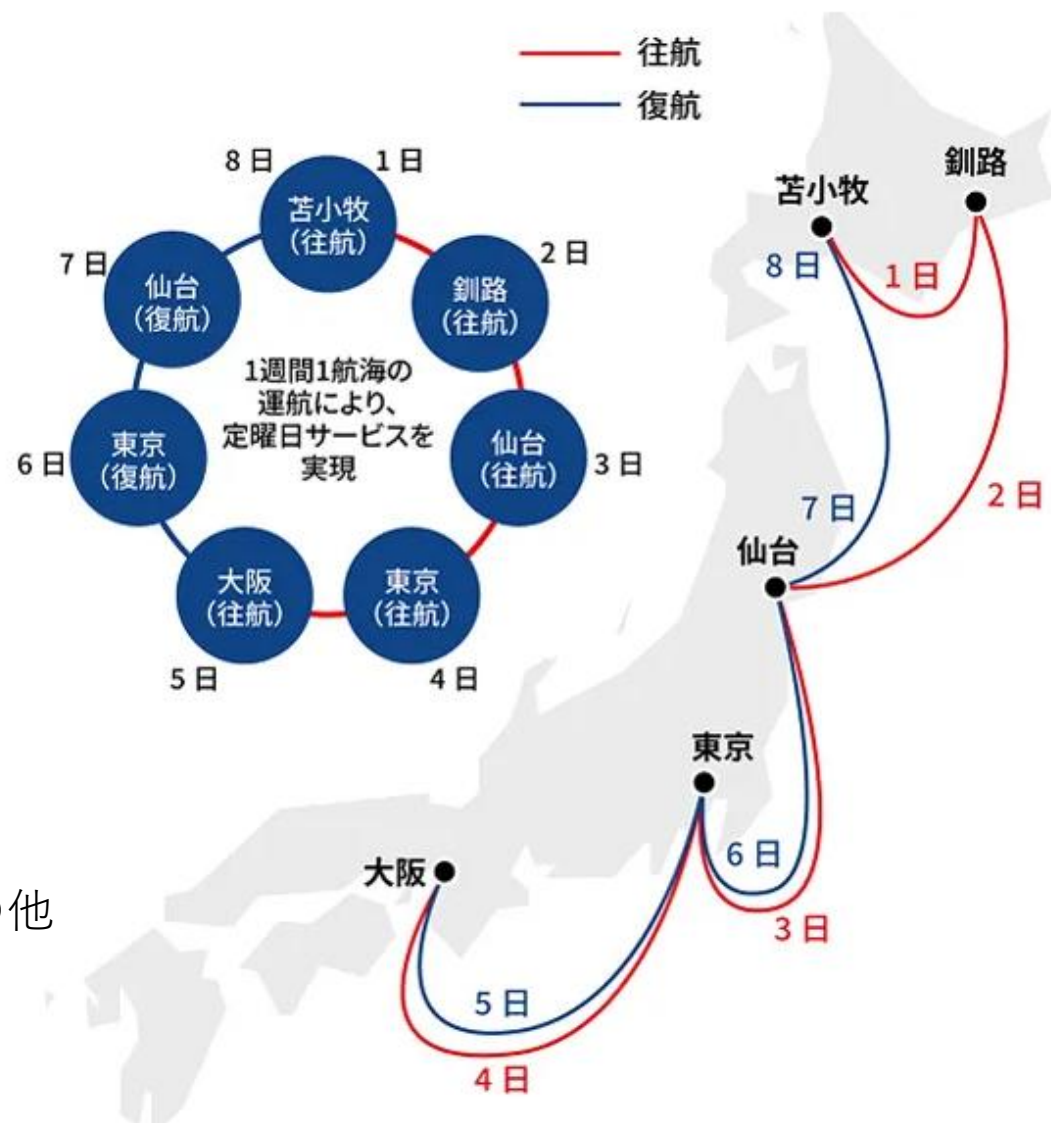 往航
復航
8日
1日
苫小牧
（往航）
7日
2日
仙台
（復航）
釧路
（往航）
1週間1航海の
運航により、
定曜日サービスを
実現
6日
東京
（復航）
仙台
（往航）
3日
大阪
（往航）
東京
（往航）
5日
4日
釧路
苫小牧
8日
1日
2日
7日
仙台
東京
6日
3日
大阪
5日
4日
他